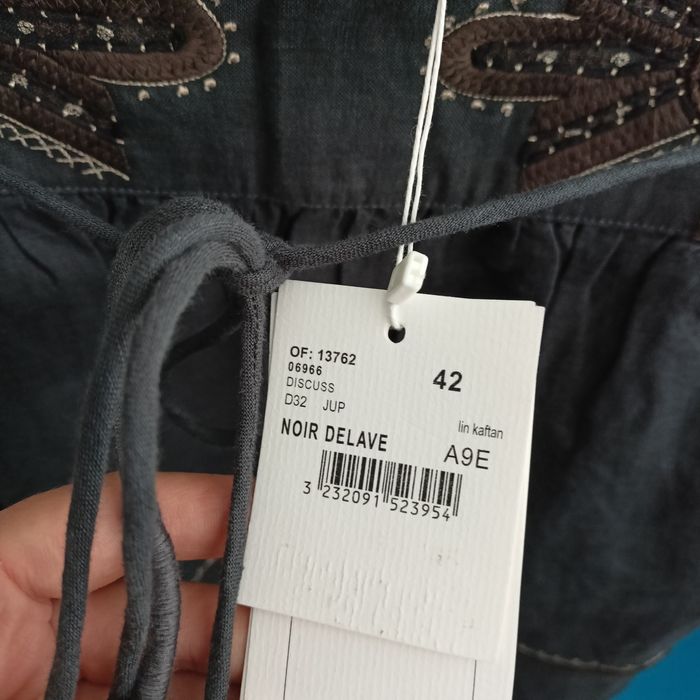 OF: 13762
06966
42
DISCUSS
D32 JUP
lin kaftan
NOIR DELAVE
A9E
3 232091 523954